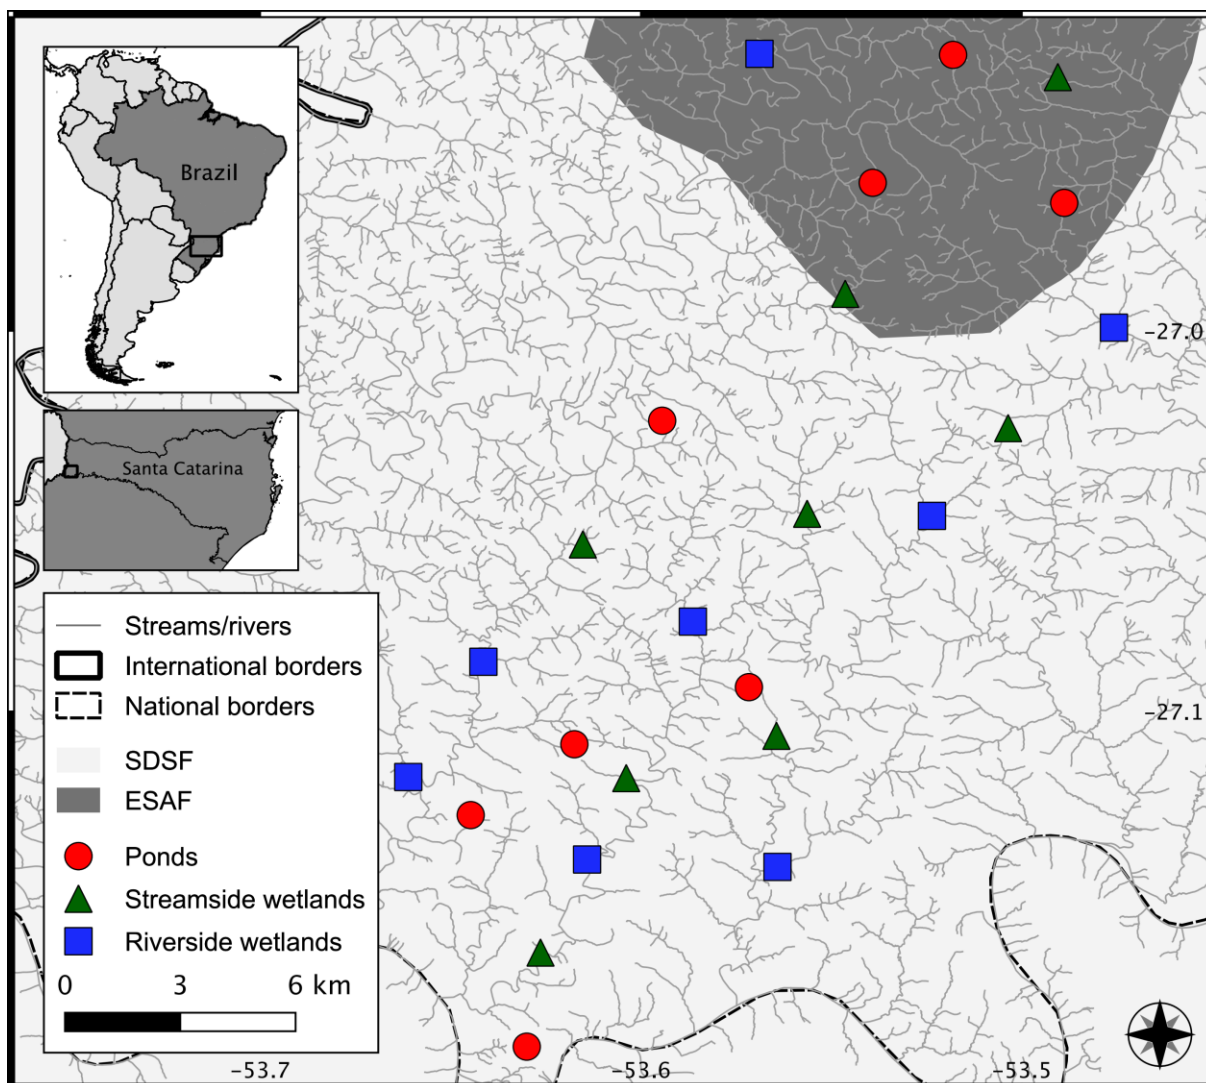 Brazil
−27.0
Santa Catarina
Streams/rivers
International borders
National borders
−27.1
SDSF
ESAF
Ponds
Streamside wetlands
Riverside wetlands
0 3 6 km
−53.7 −53.6 −53.5